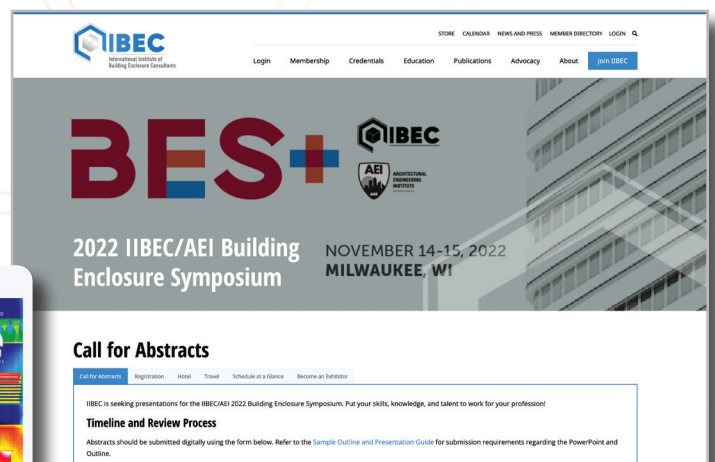 STORE CALENDAR NEWS AND PRESS MEMBER DIRECTORY LOGIN
IIBEC
International Institute of
Building Enclosure Consultants
Login Membership Credentials Education Publications Advocacy About Join IIBEC
BES+
IIBEC
AEI
ARCHITECTURAL
ENGINEERING
INSTITUTE
2022 IIBEC/AEI Building
Enclosure Symposium
NOVEMBER 14-15, 2022
MILWAUKEE, WI
Call for Abstracts
Call for Abstracts Registration Hotel Travel Schedule at a Glance Become an Exhibitor
IIBEC is seeking presentations for the IIBEC/AEI 2022 Building Enclosure Symposium. Put your skills, knowledge, and talent to work for your profession!
Timeline and Review Process
Abstracts should be submitted digitally using the form below. Refer to the Sample Outline and Presentation Guide for submission requirements regarding the PowerPoint and
Outline.